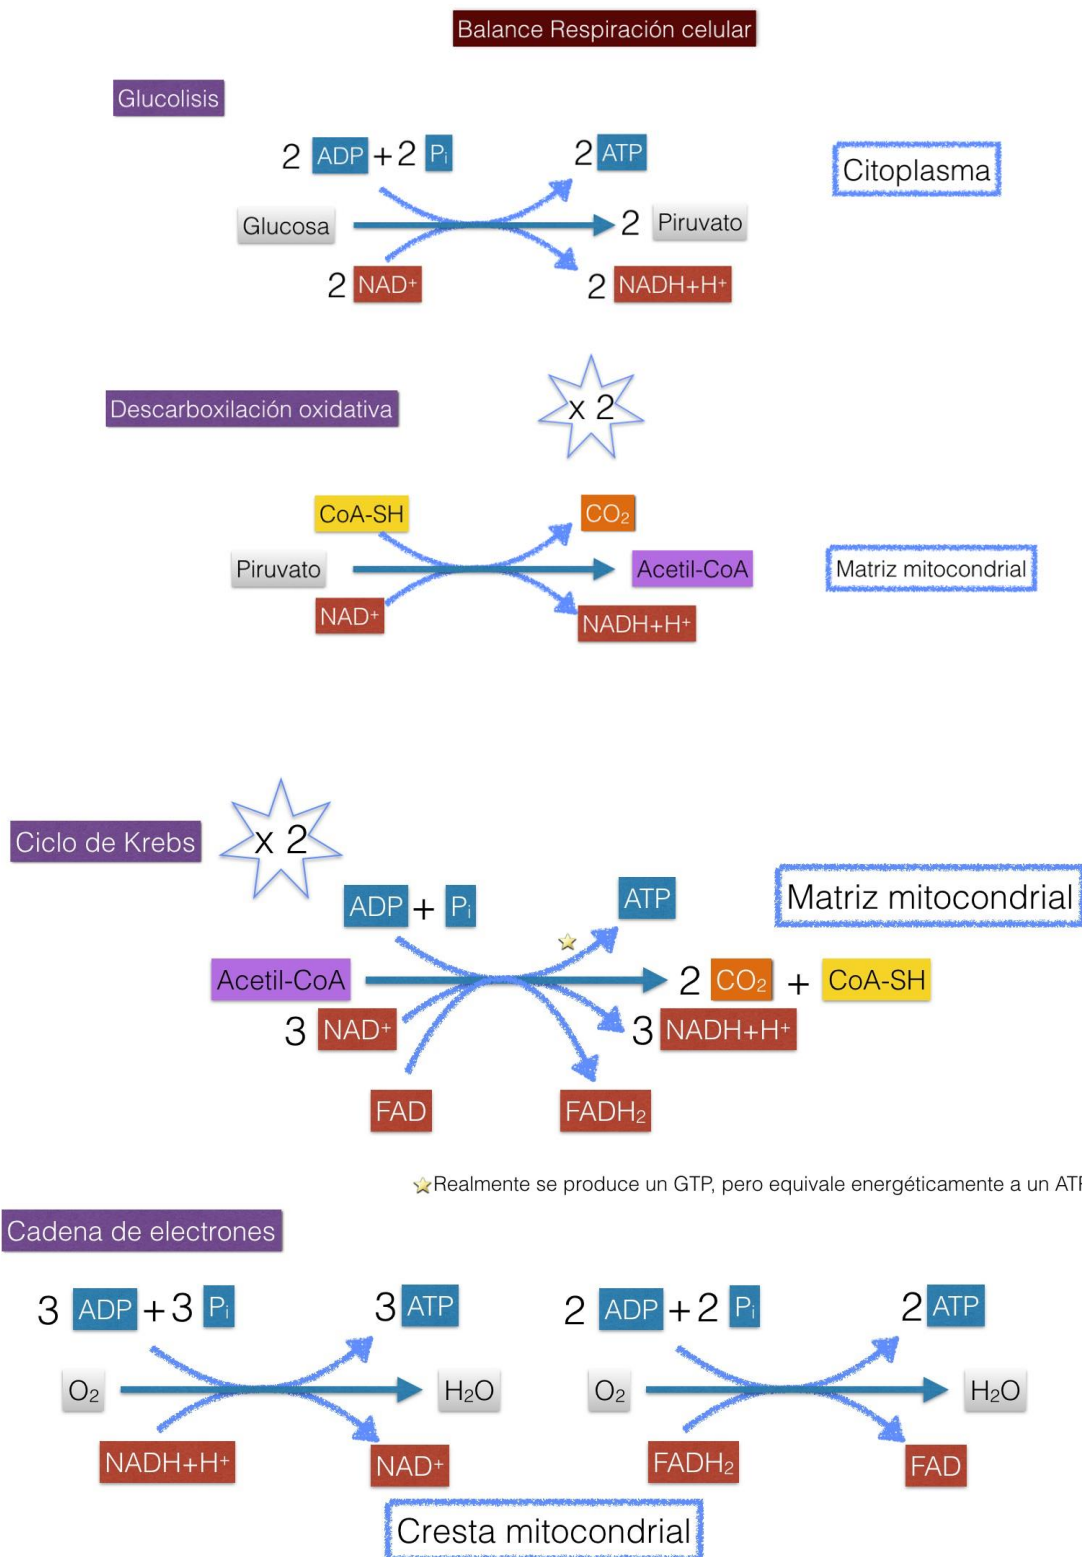 Balance Respiración celular
Glucolisis
2 ADP + 2 Pi 2 ATP
Citoplasma
Glucosa 2 Piruvato
2 NAD+ 2 NADH+H+
Descarboxilación oxidativa x 2
CoA-SH CO2
Piruvato Acetil-CoA Matriz mitocondrial
NAD+ NADH+H+
Ciclo de Krebs x 2
ADP + Pi ATP Matriz mitocondrial
Acetil-CoA 2 CO2 + CoA-SH
3 NAD+ 3 NADH+H+
FAD FADH2
Realmente se produce un GTP, pero equivale energéticamente a un ATP
Cadena de electrones
3 ADP + 3 Pi 3 ATP 2 ADP + 2 Pi 2 ATP
O2 H2O O2 H2O
NADH+H+ NAD+ FADH2 FAD
Cresta mitocondrial